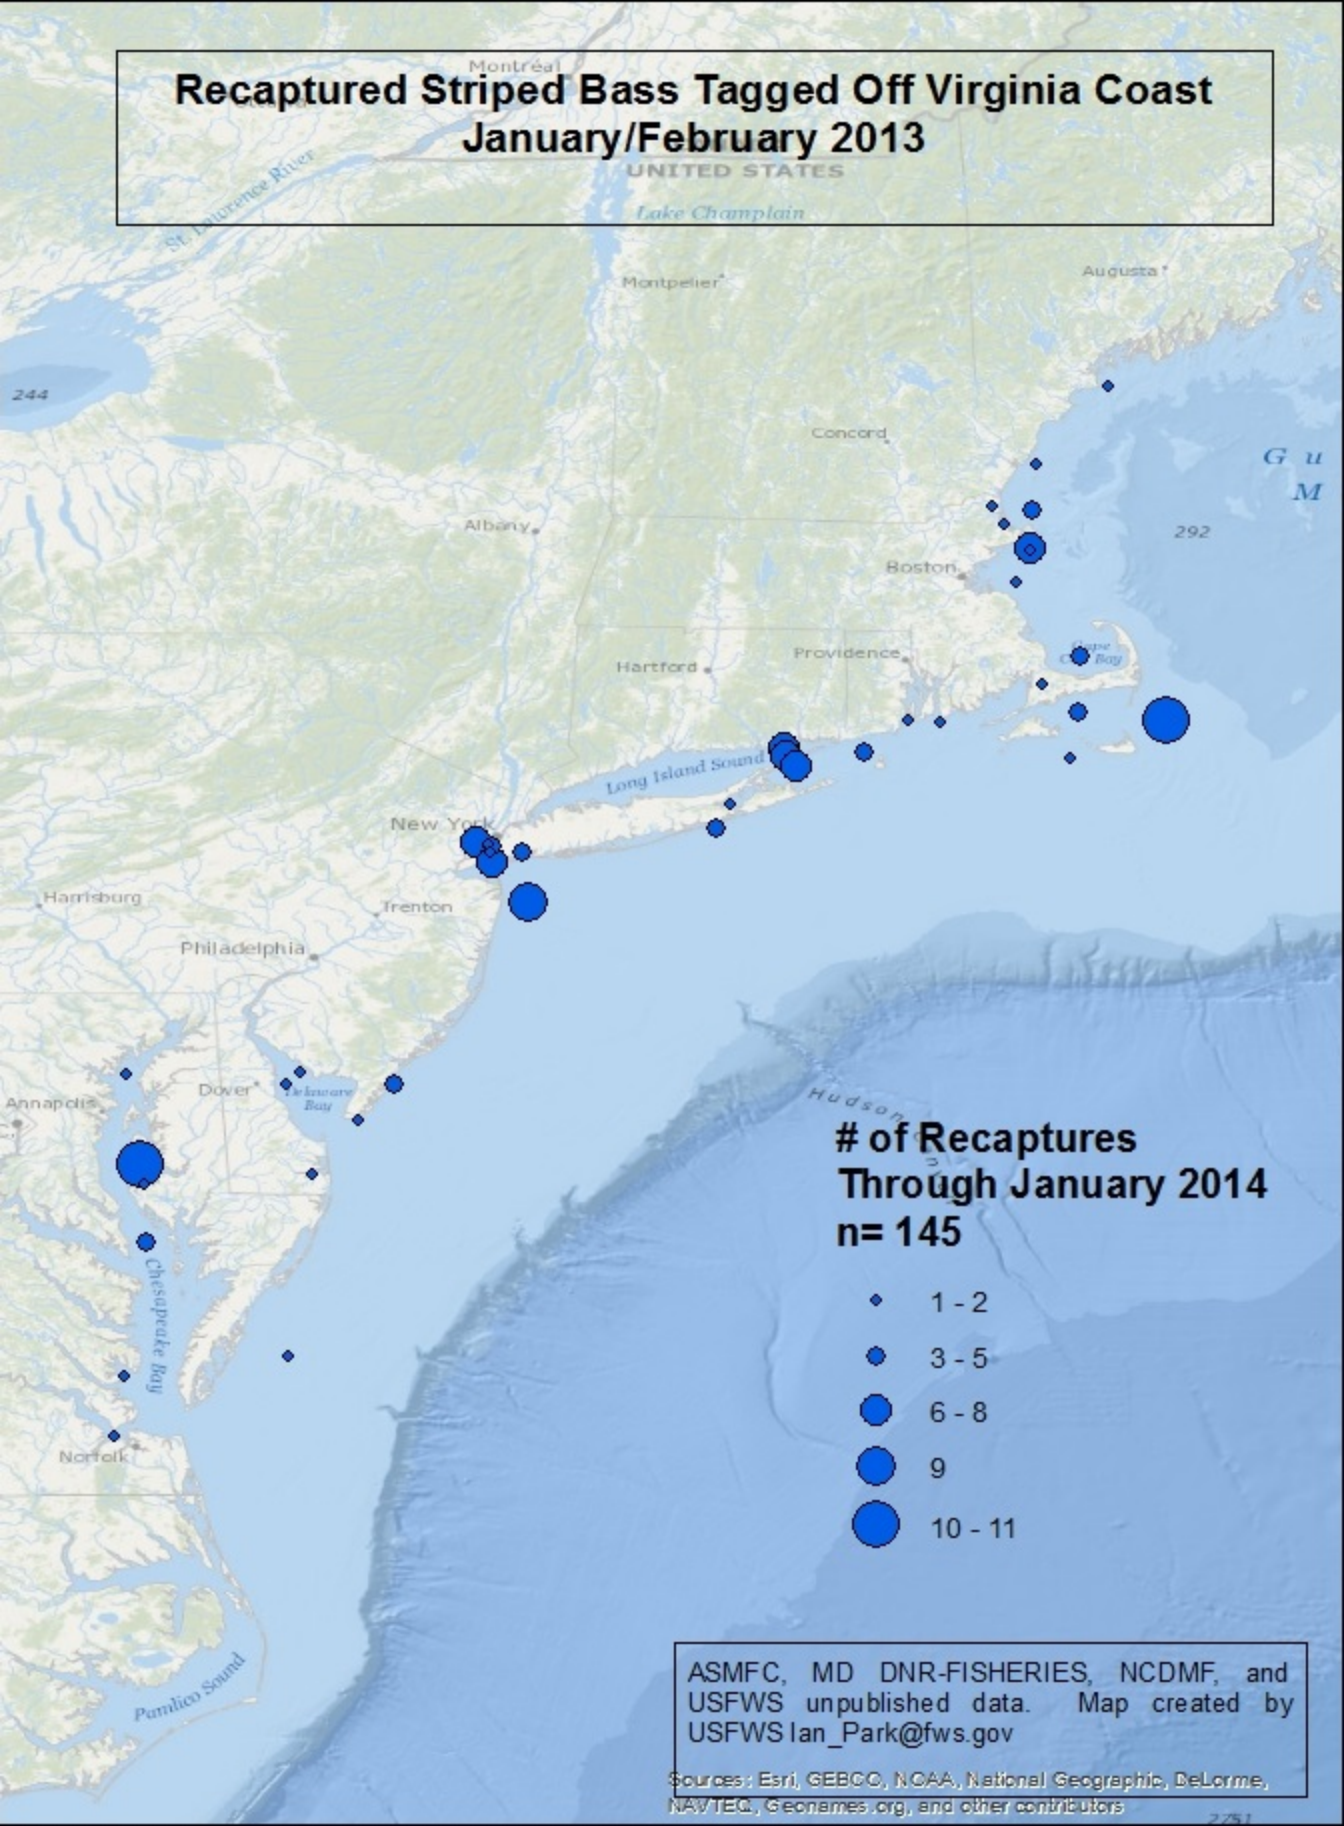 Montréal
Recaptured Striped Bass Tagged Off Virginia Coast
January/February 2013
UNITED STATES
St. Lawrence River
Lake Champlain
Montpelier
Augusta
244
Concord
G u
M
Albany
292
Boston
Hartford
Providence
Cape
Bay
Long Island Sound
New York
Harrisburg
Trenton
Philadelphia
Dover
Delaware
Bay
Annapolis
Hudson
# of Recaptures
Through January 2014
n= 145
Chesapeake Bay
1 - 2
3 - 5
6 - 8
9
10 - 11
Norfolk
Pamlico Sound
ASMFC, MD DNR-FISHERIES, NCDMF, and
USFWS unpublished data. Map created by
USFWS Ian_Park@fws.gov
Sources: Esri, GEBCO, NOAA, National Geographic, DeLorme,
NAVTEQ, Geonames.org, and other contributors
2751